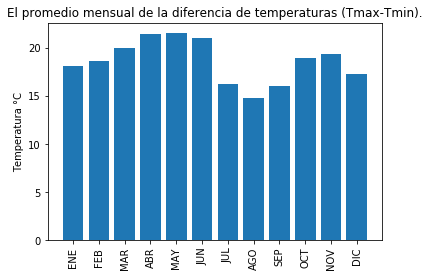 El promedio mensual de la diferencia de temperaturas (Tmax-Tmin).
Temperatura °C
20
15
10
5
0
ENE
FEB
MAR
ABR
MAY
JUN
JUL
AGO
SEP
OCT
NOV
DIC